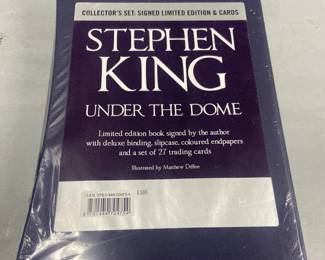 COLLECTOR'S SET: SIGNED LIMITED EDITION & CARDS
STEPHEN
KING
UNDER THE DOME
Limited edition book signed by the author
with deluxe binding, slipcase, coloured endpapers
and a set of 27 trading cards
Illustrated by Matthew Diffee
ISBN